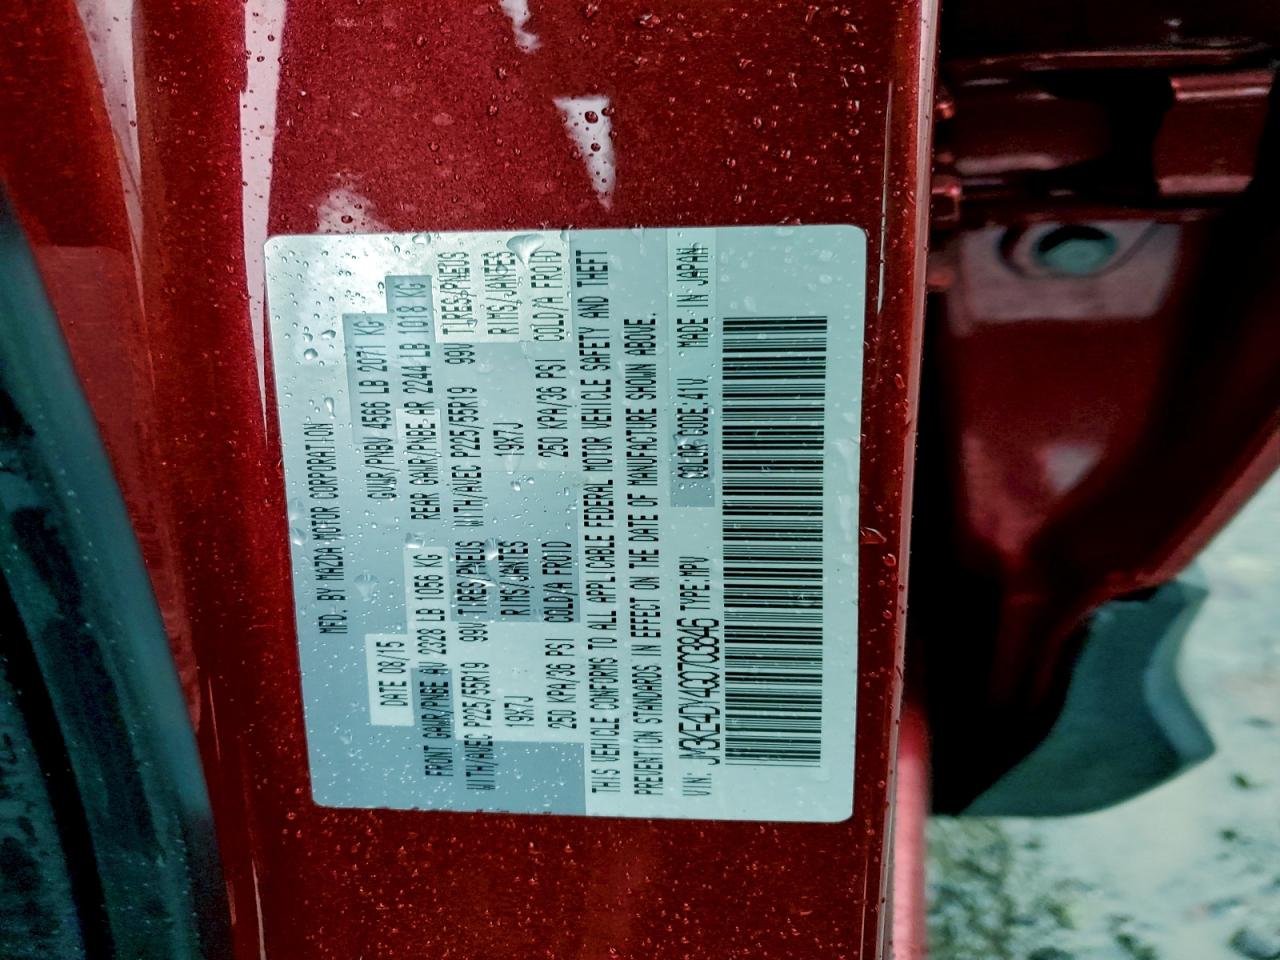 MFD. BY MAZDA MOTOR CORPORATION
DATE 08/15 GVWR/PNBV 4566 LB 2071 KG
FRONT GAWR/PNBE AV 2328 LB 1066 KG REAR GAWR/PNBE AR 2244 LB 1018 KG
WITH/AVEC P225/55R19 99V TIRES/PNEUS WITH/AVEC P225/55R19 99V TIRES/PNEUS
19X7J RIMS/JANTES 19X7J RIMS/JANTES
250 KPA/36 PSI COLD/A FROID 250 KPA/36 PSI COLD/A FROID
THIS VEHICLE CONFIRMS TO ALL APPLICABLE FEDERAL MOTOR VEHICLE SAFETY AND THEFT
PREVENTION STANDARDS IN EFFECT ON THE DATE OF MANUFACTURE SHOWN ABOVE.
VIN: JM3KE4DY4G0703846 TYPE:MPV COLOR CODE 41V MADE IN JAPAN